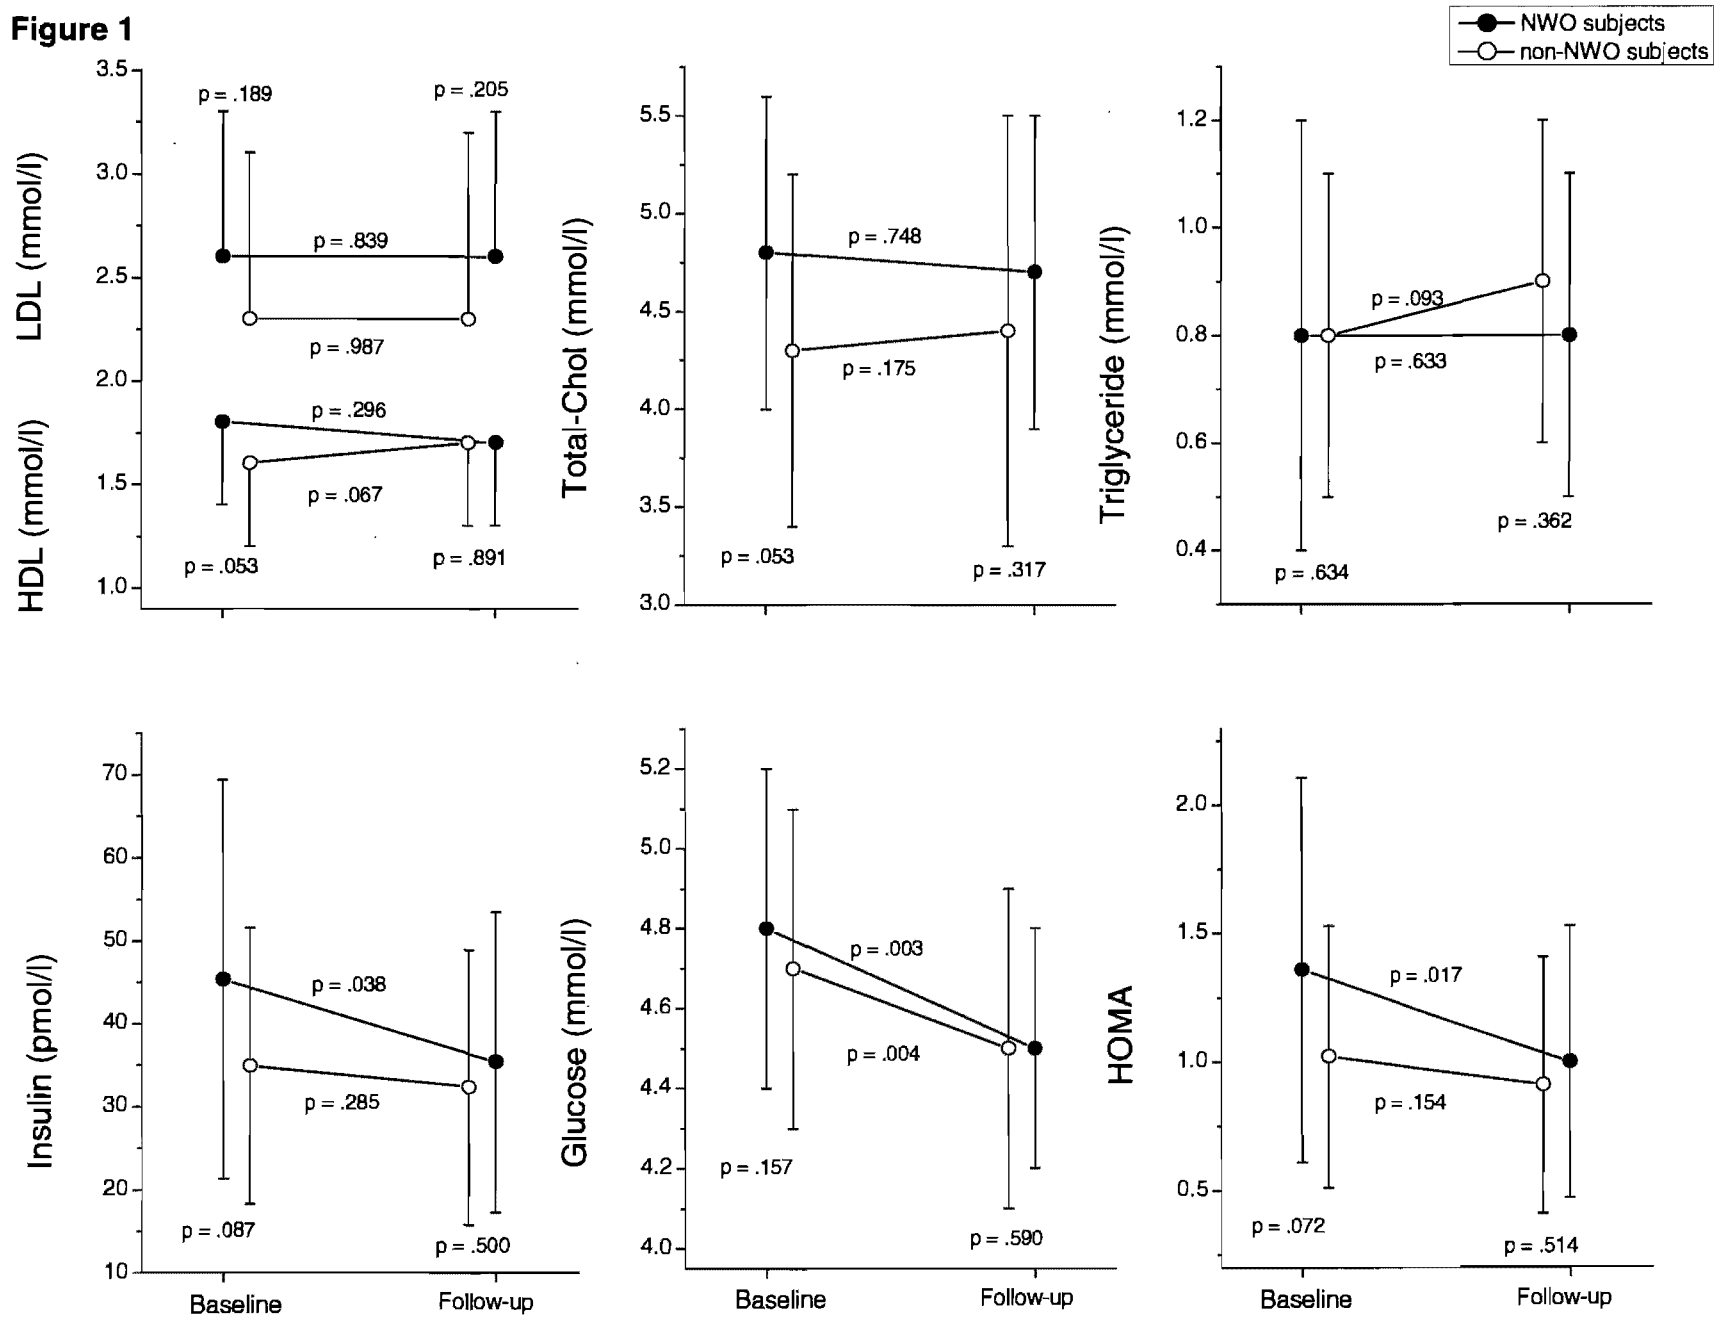 Figure 1
NWO subjects
non-NWO subjects
LDL (mmol/l)
HDL (mmol/l)
3.5
3.0
2.5
2.0
1.5
1.0
p = .189
p = .205
p = .839
p = .987
p = .296
p = .067
p = .053
p = .891
Total-Chol (mmol/l)
5.5
5.0
4.5
4.0
3.5
3.0
p = .748
p = .175
p = .053
p = .317
Triglyceride (mmol/l)
1.2
1.0
0.8
0.6
0.4
p = .093
p = .633
p = .362
p = .634
Insulin (pmol/l)
70
60
50
40
30
20
10
p = .038
p = .285
p = .087
p = .500
Baseline
Follow-up
Glucose (mmol/l)
5.2
5.0
4.8
4.6
4.4
4.2
4.0
p = .003
p = .004
p = .157
p = .590
Baseline
Follow-up
HOMA
2.0
1.5
1.0
0.5
p = .017
p = .154
p = .072
p = .514
Baseline
Follow-up